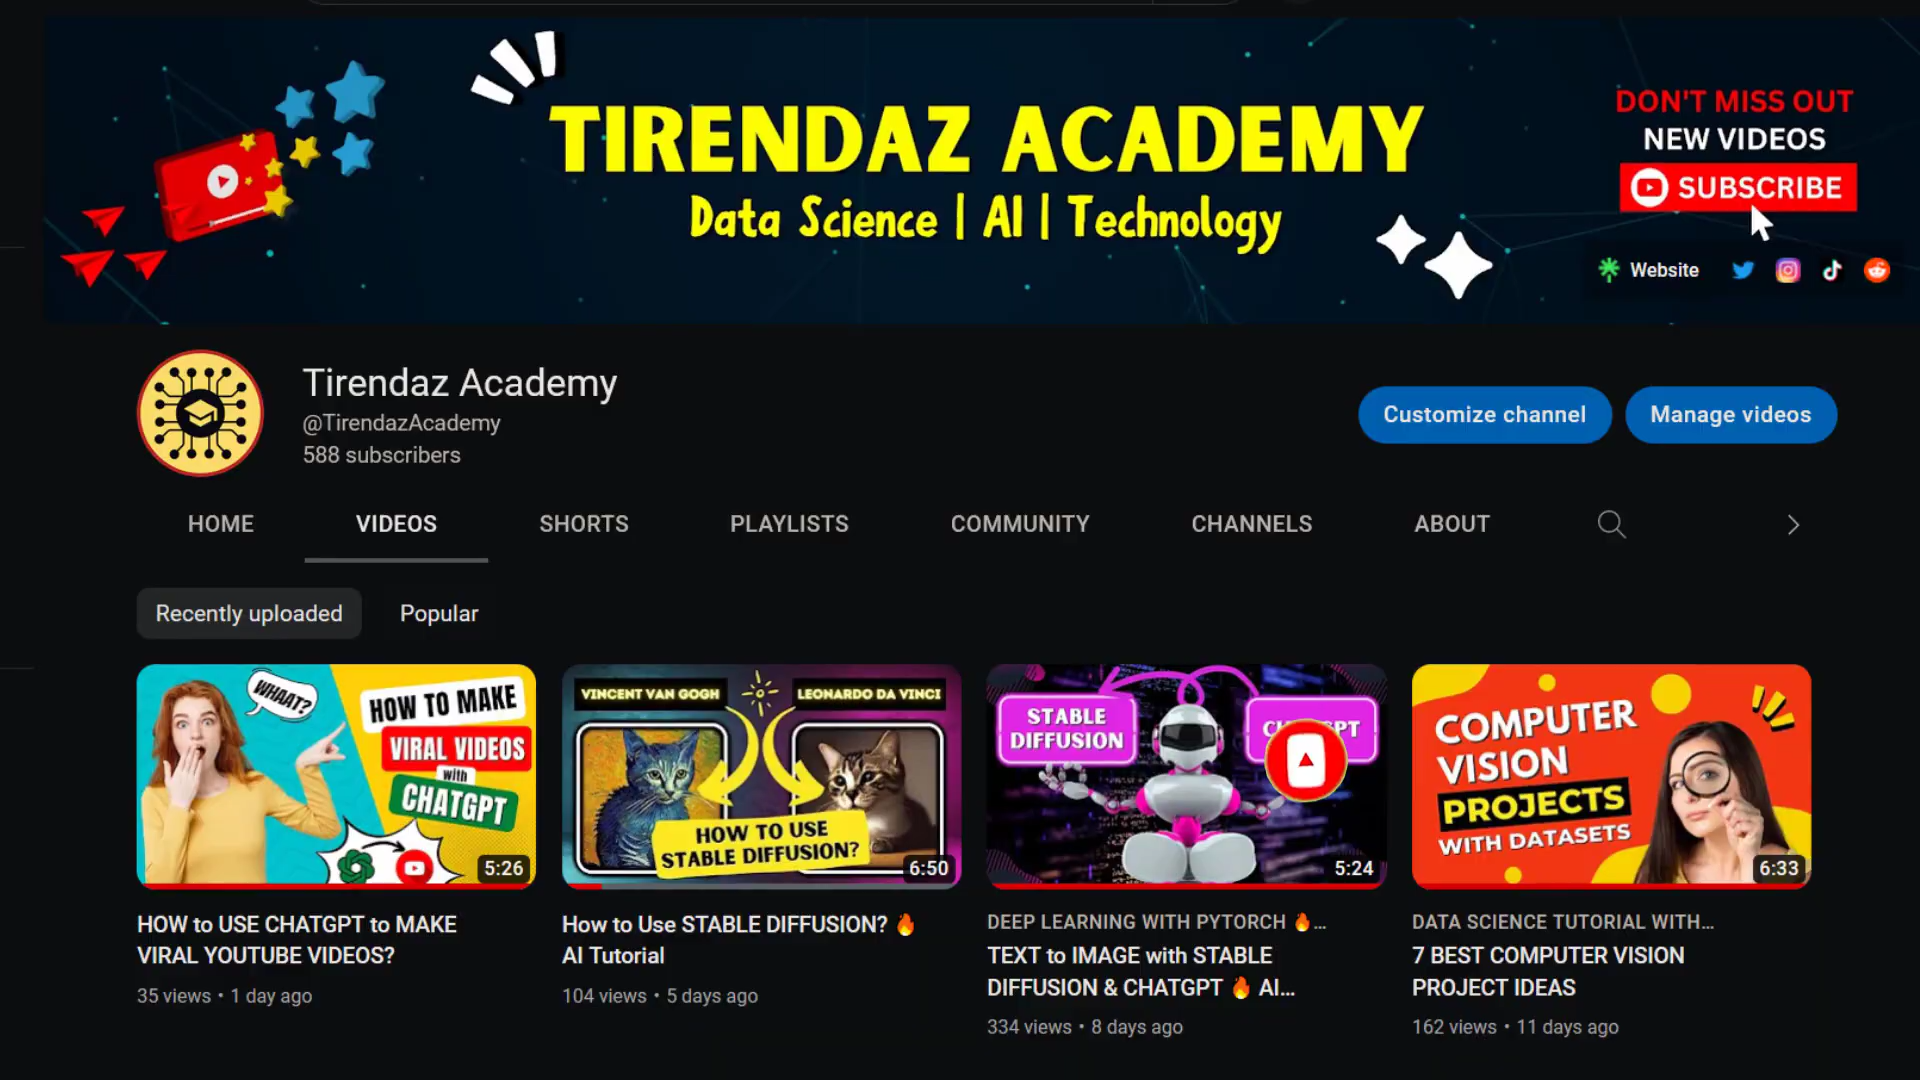 TIRENDAZ ACADEMY
Data Science | AI | Technology
DON'T MISS OUT
NEW VIDEOS
SUBSCRIBE
Website
Tirendaz Academy
@TirendazAcademy
588 subscribers
Customize channel
Manage videos
HOME
VIDEOS
SHORTS
PLAYLISTS
COMMUNITY
CHANNELS
ABOUT
Recently uploaded
Popular
WHAAT?
HOW TO MAKE
VIRAL VIDEOS
with
CHATGPT
5:26
VINCENT VAN GOGH
LEONARDO DA VINCI
HOW TO USE
STABLE DIFFUSION?
6:50
STABLE
DIFFUSION
5:24
COMPUTER
VISION
PROJECTS
WITH DATASETS
6:33
HOW to USE CHATGPT to MAKE
VIRAL YOUTUBE VIDEOS?
35 views • 1 day ago
How to Use STABLE DIFFUSION? 🔥
AI Tutorial
104 views • 5 days ago
DEEP LEARNING WITH PYTORCH 🔥...
TEXT to IMAGE with STABLE
DIFFUSION & CHATGPT 🔥 AI...
334 views • 8 days ago
DATA SCIENCE TUTORIAL WITH...
7 BEST COMPUTER VISION
PROJECT IDEAS
162 views • 11 days ago